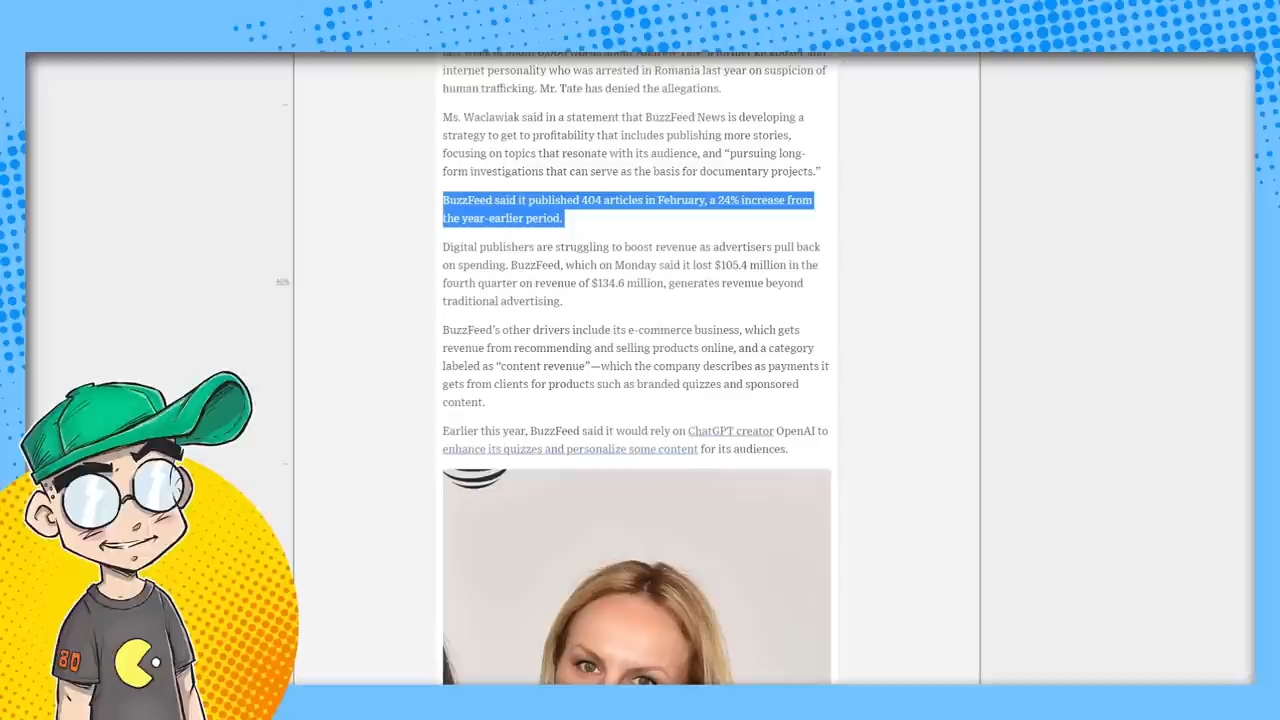 internet personality who was arrested in Romania last year on suspicion of
human trafficking. Mr. Tate has denied the allegations.
Ms. Waclawiak said in a statement that BuzzFeed News is developing a
strategy to get to profitability that includes publishing more stories,
focusing on topics that resonate with its audience, and “pursuing long-
form investigations that can serve as the basis for documentary projects.”
BuzzFeed said it published 404 articles in February, a 24% increase from
the year-earlier period.
Digital publishers are struggling to boost revenue as advertisers pull back
on spending. BuzzFeed, which on Monday said it lost $105.4 million in the
fourth quarter on revenue of $134.6 million, generates revenue beyond
traditional advertising.
BuzzFeed’s other drivers include its e-commerce business, which gets
revenue from recommending and selling products online, and a category
labeled as “content revenue”—which the company describes as payments it
gets from clients for products such as branded quizzes and sponsored
content.
Earlier this year, BuzzFeed said it would rely on ChatGPT creator OpenAI to
enhance its quizzes and personalize some content for its audiences.
80